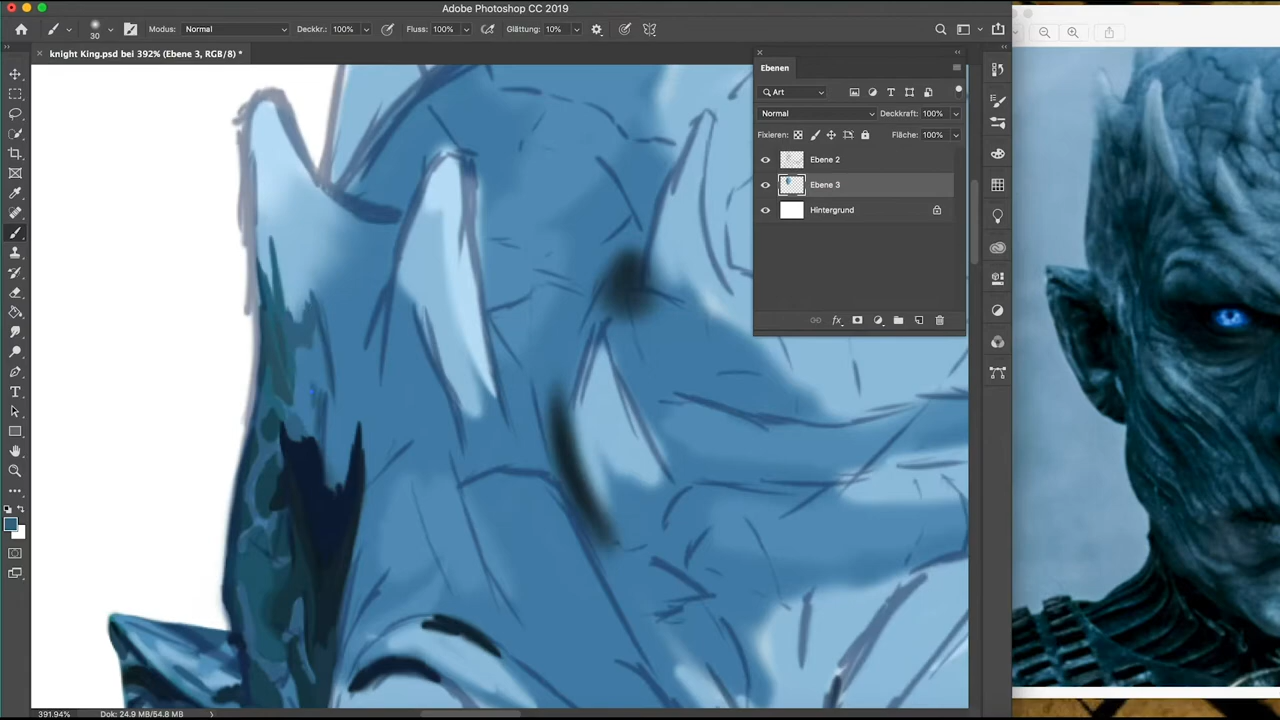 Adobe Photoshop CC 2019
30
Modus: Normal
Deckkr.: 100%
Fluss: 100%
Glättung: 10%
knight King.psd bei 392% (Ebene 3, RGB/8) *
Ebenen
Art
Normal
Deckkraft: 100%
Fixieren:
Fläche: 100%
Ebene 2
Ebene 3
Hintergrund
fx
391.94%
Dok: 24.9 MB/54.8 MB